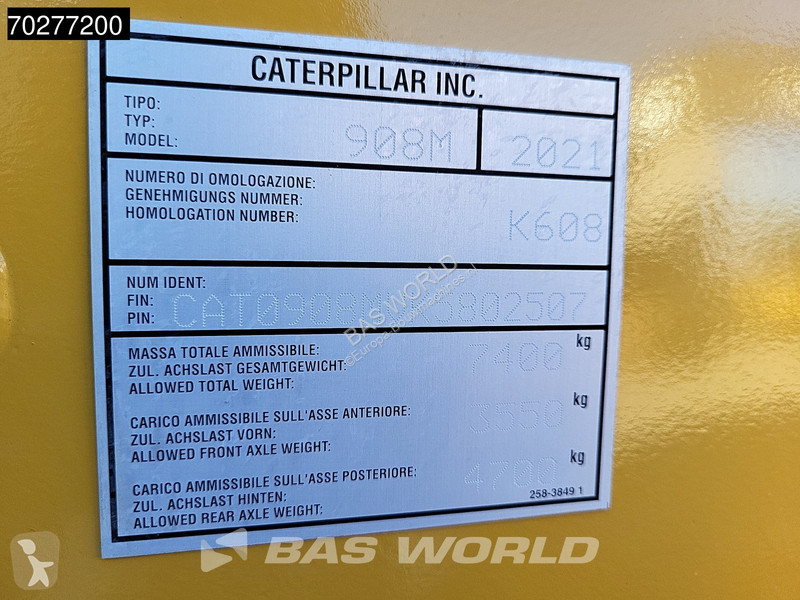 70277200
CATERPILLAR INC.
TIPO:
TYP:
MODEL: 908M 2021
NUMERO DI OMOLOGAZIONE:
GENEHMIGUNGS NUMMER:
HOMOLOGATION NUMBER: K608
NUM IDENT:
FIN:
PIN:
MASSA TOTALE AMMISSIBILE:
ZUL. ACHSLAST GESAMTGEWICHT: 7400 kg
ALLOWED TOTAL WEIGHT:
CARICO AMMISSIBILE SULL'ASSE ANTERIORE:
ZUL. ACHSLAST VORN: 3550 kg
ALLOWED FRONT AXLE WEIGHT:
CARICO AMMISSIBILE SULL'ASSE POSTERIORE:
ZUL. ACHSLAST HINTEN: 4700 kg
ALLOWED REAR AXLE WEIGHT:
258-3849 1
BAS WORLD
BAS WORLD